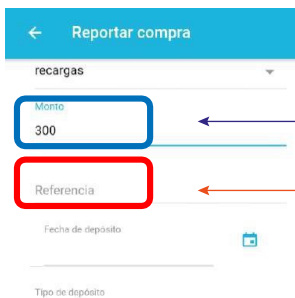 Reportar compra
recargas
Monto
300
Referencia
Fecha de depósito
Tipo de depósito